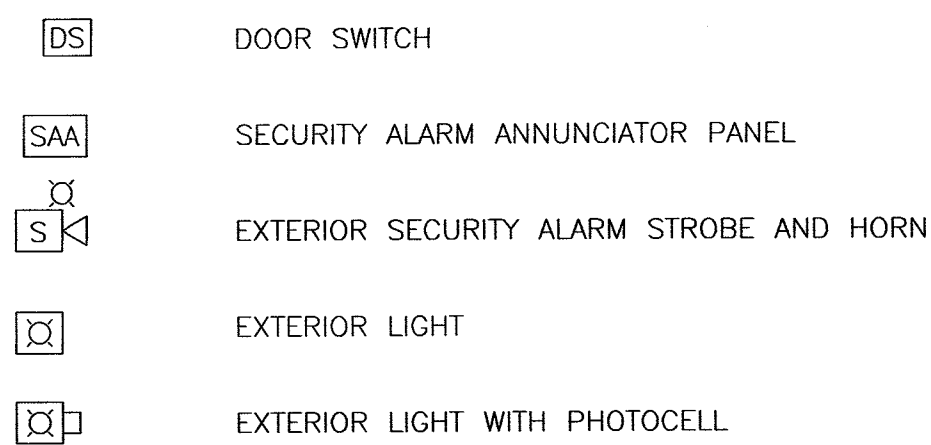 DS DOOR SWITCH
SAA SECURITY ALARM ANNUNCIATOR PANEL
S EXTERIOR SECURITY ALARM STROBE AND HORN
EXTERIOR LIGHT
EXTERIOR LIGHT WITH PHOTOCELL